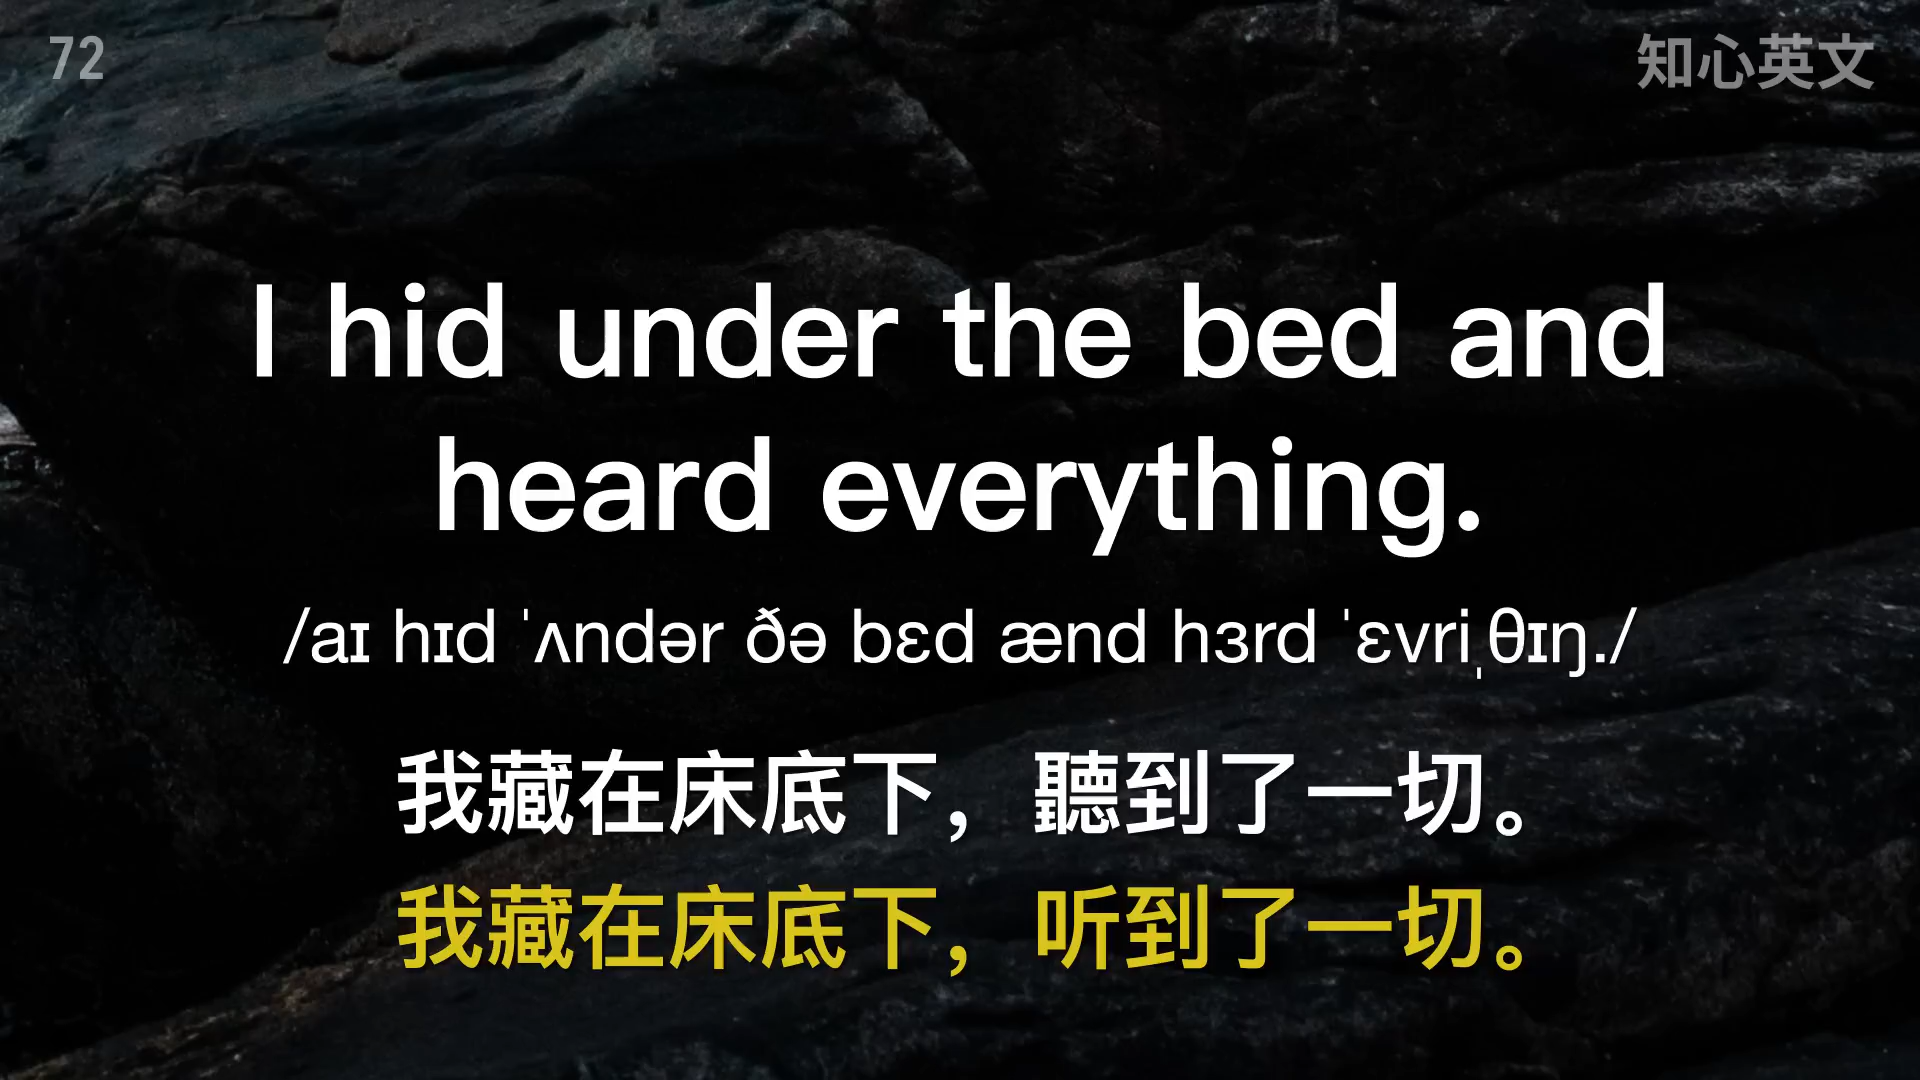 72
知心英文
I hid under the bed and
heard everything.
/aɪ hɪd ˈʌndər ðə bɛd ænd hɜrd ˈɛvriˌθɪŋ./
我藏在床底下，聽到了一切。
我藏在床底下，听到了一切。